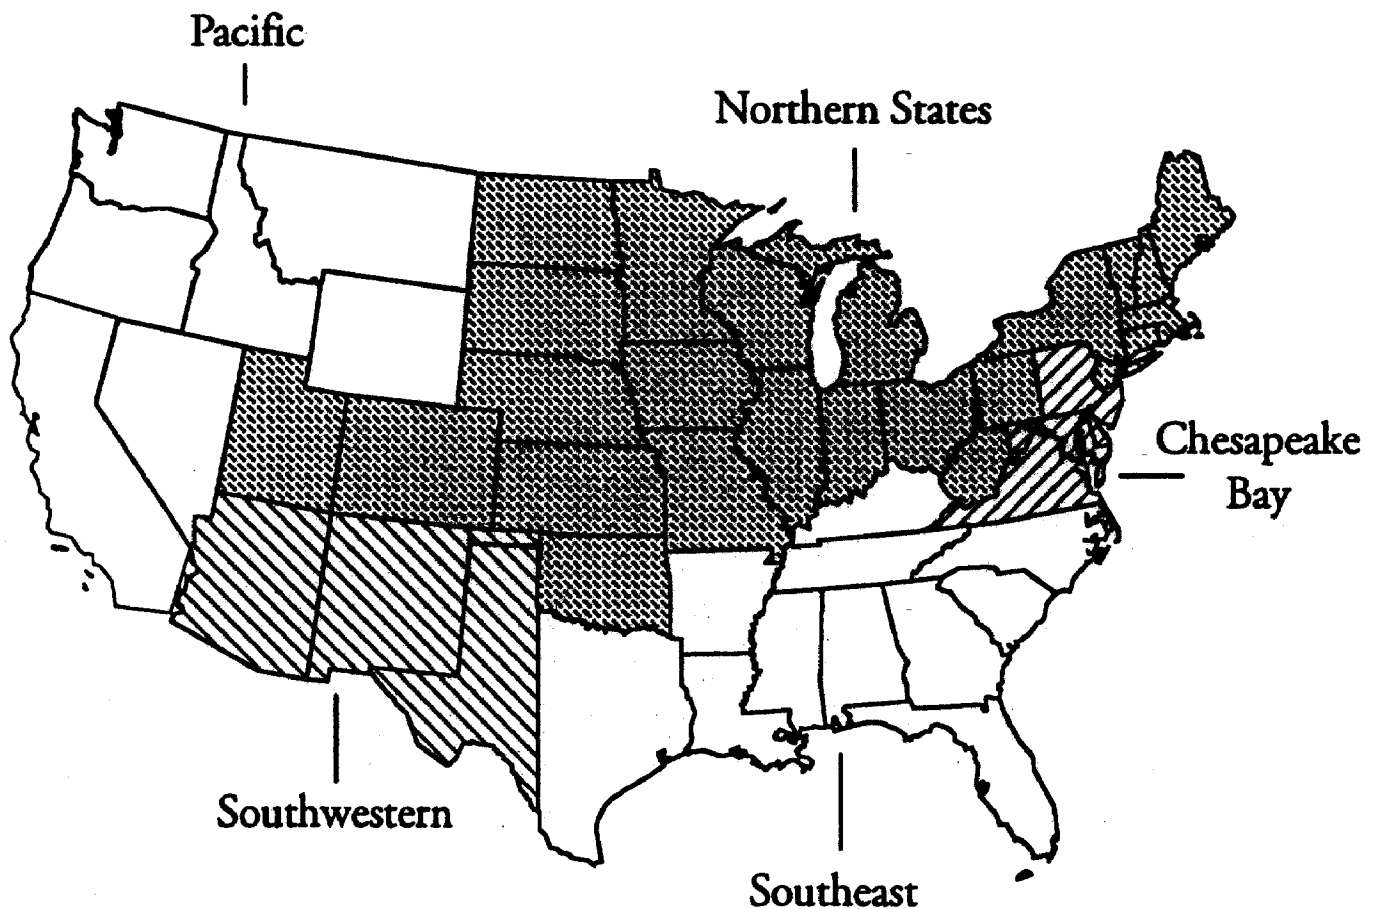 Pacific
Northern States
Chesapeake
Bay
Southwestern
Southeast